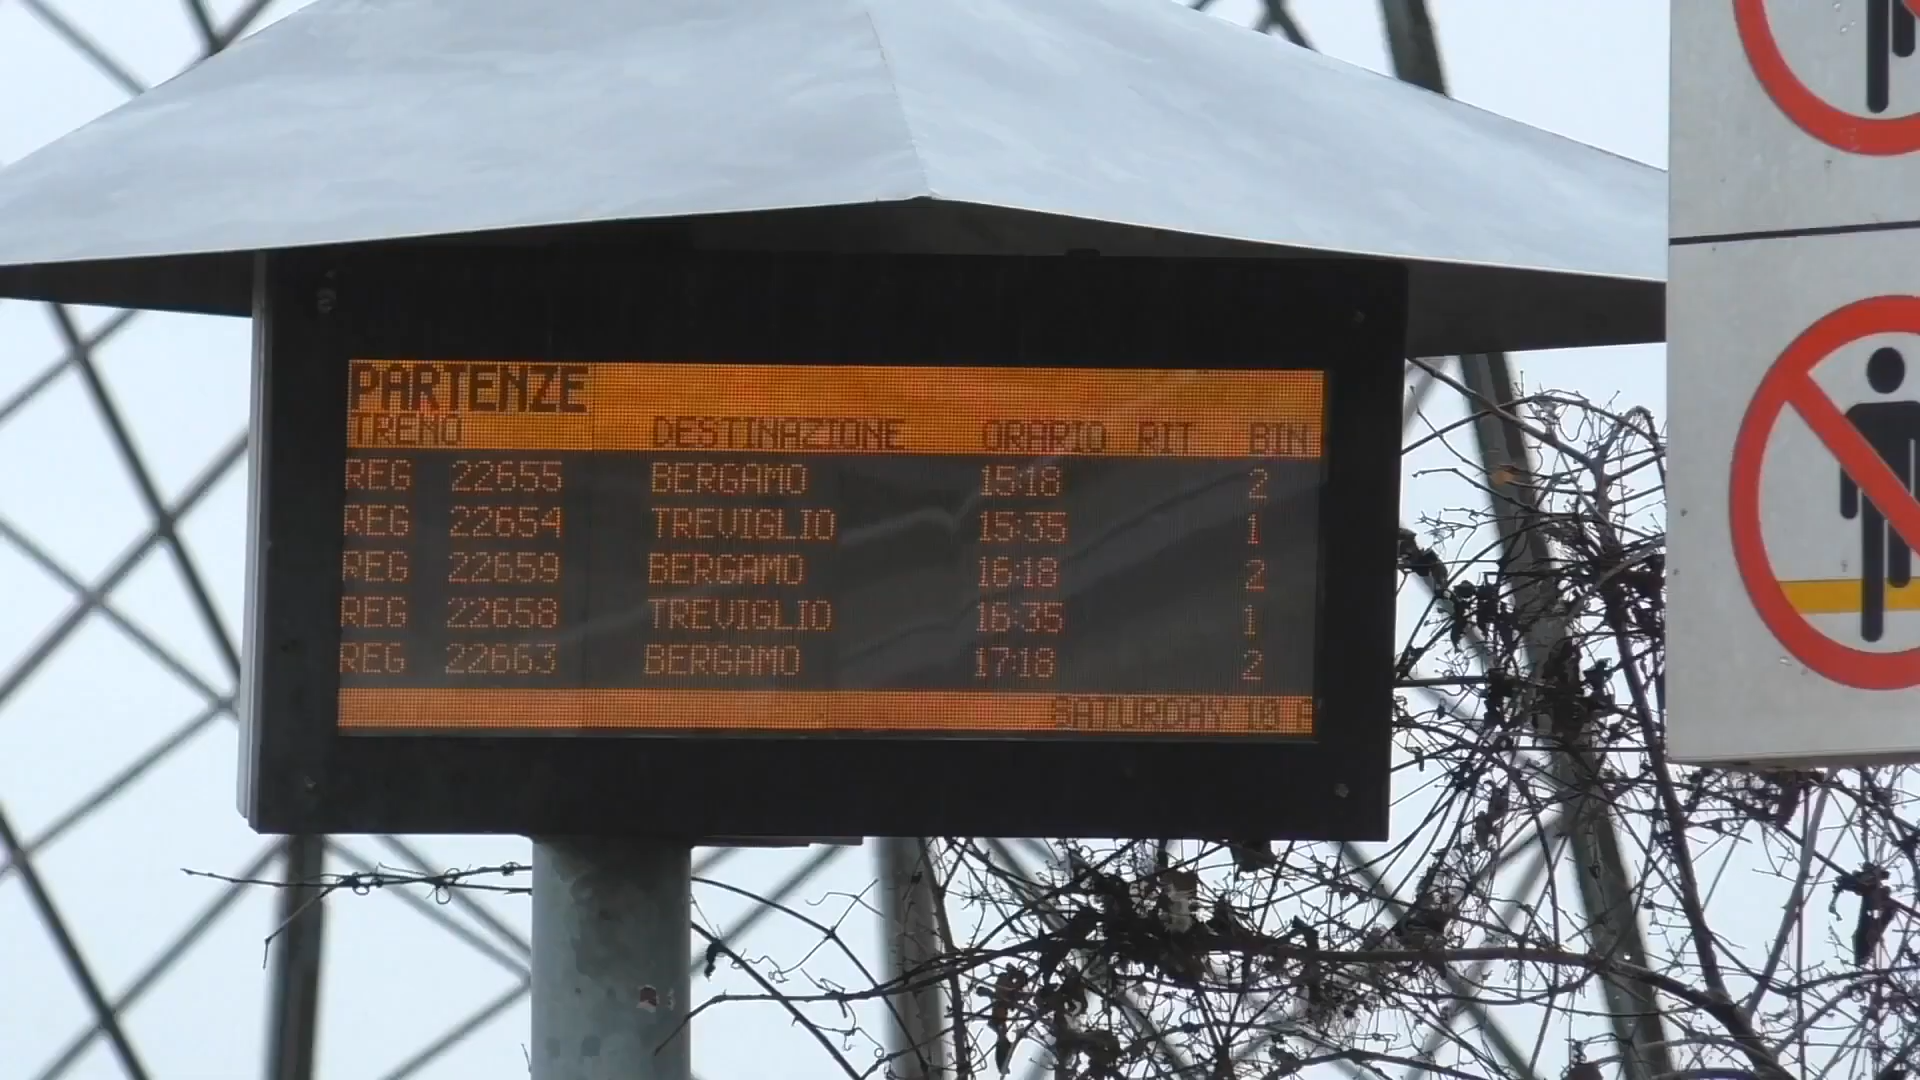 PARTENZE
TRENO DESTINAZIONE ORARIO RIT BIN
REG 22655 BERGAMO 15:18 2
REG 22654 TREVIGLIO 15:35 1
REG 22659 BERGAMO 16:18 2
REG 22658 TREVIGLIO 16:35 1
REG 22663 BERGAMO 17:18 2
SATURDAY 10